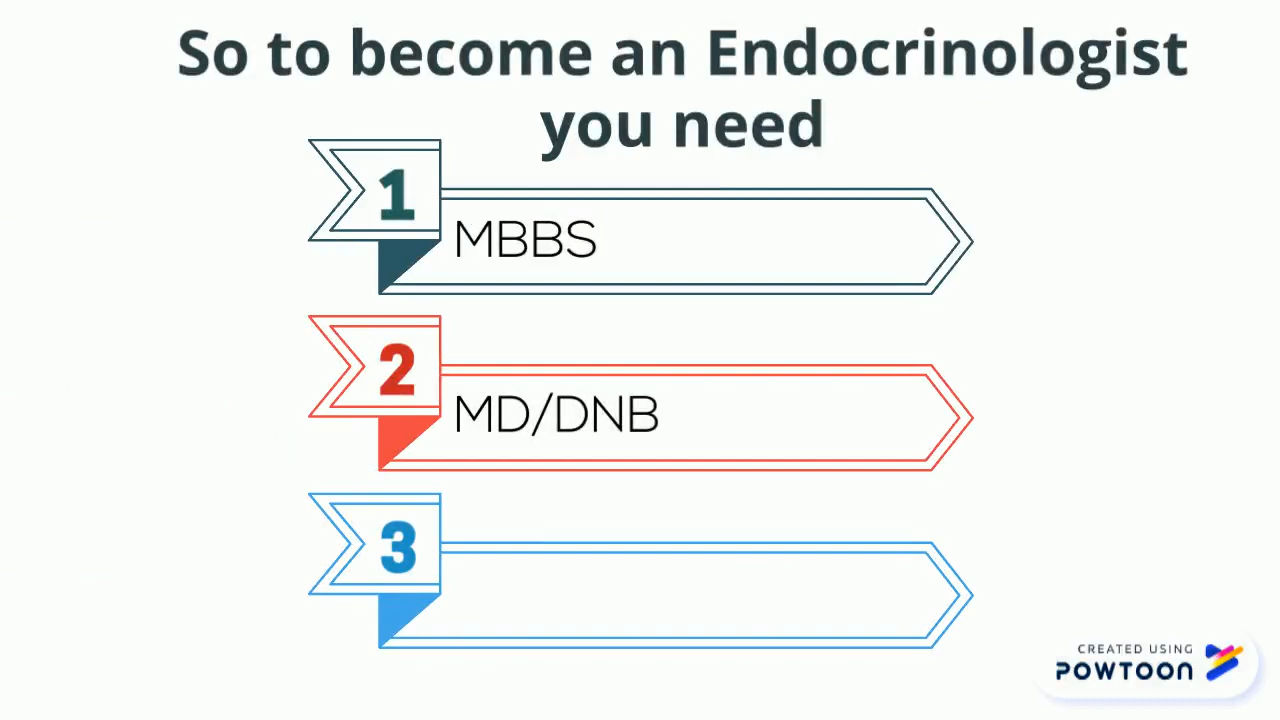 So to become an Endocrinologist
you need
1
MBBS
2
MD/DNB
3
CREATED USING
POWTOON